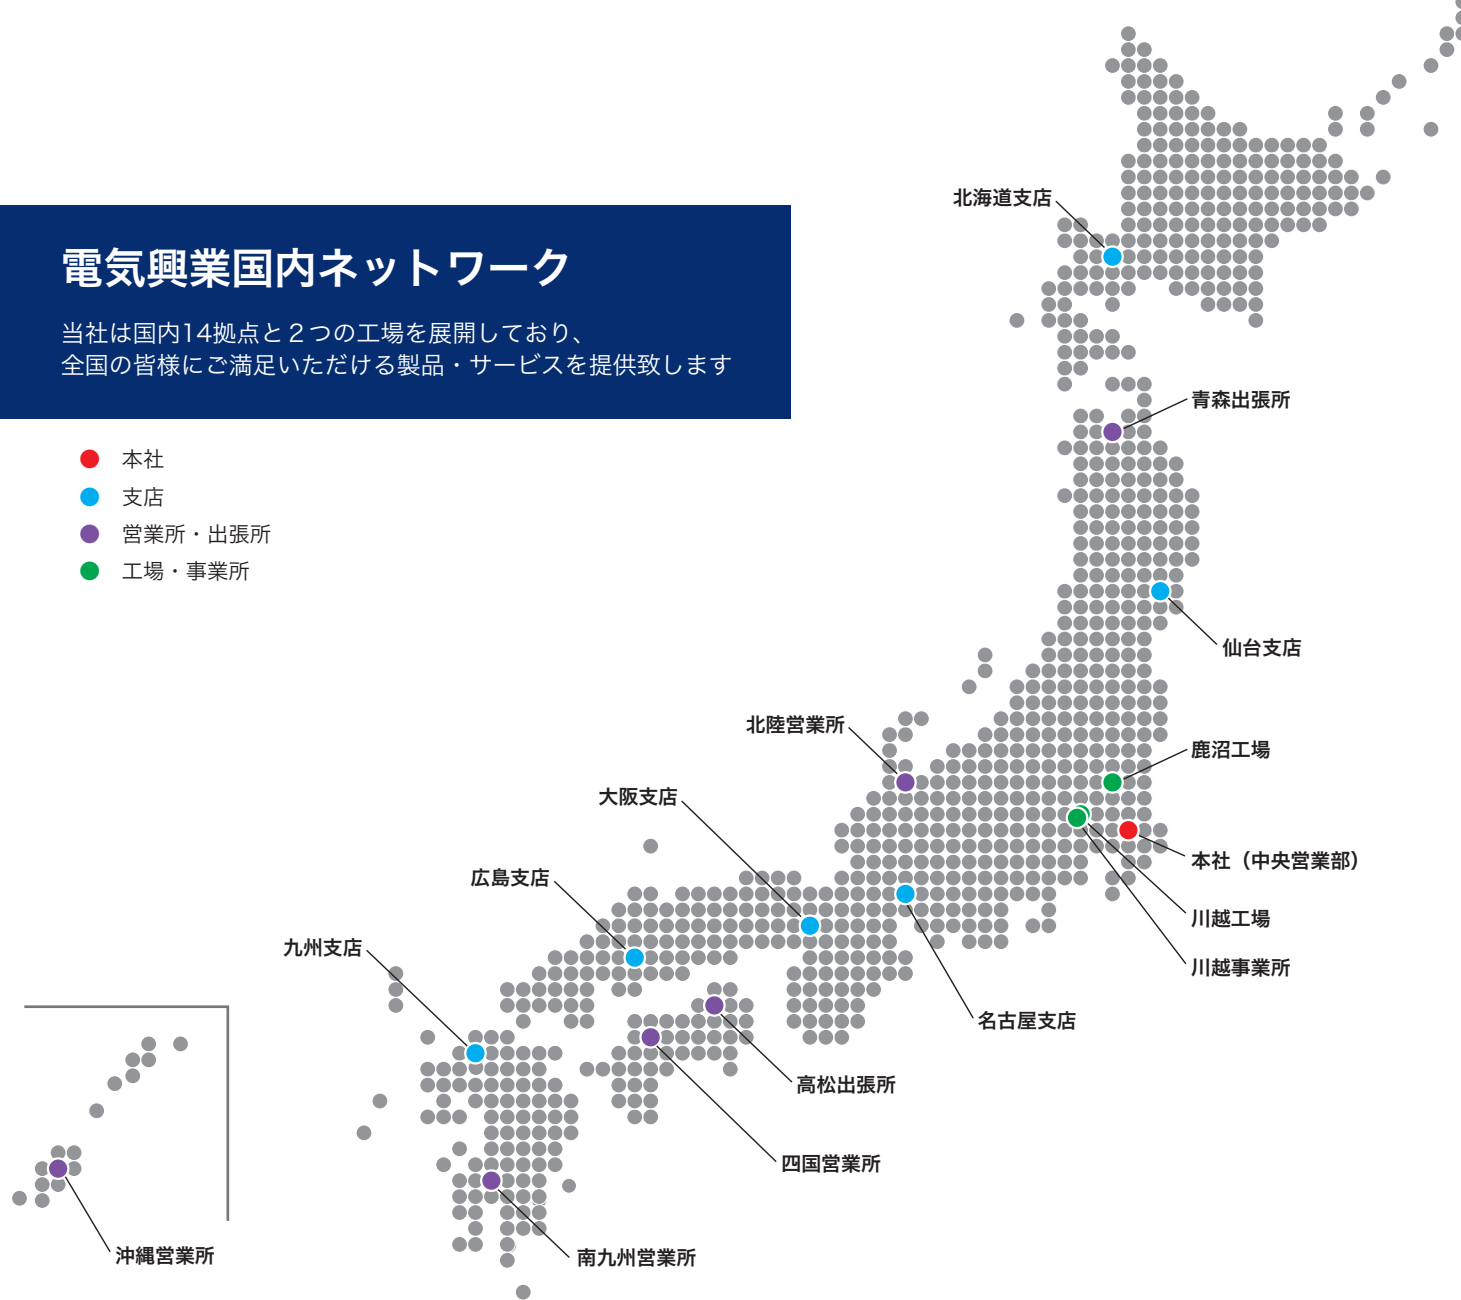 電気興業国内ネットワーク
当社は国内14拠点と２つの工場を展開しており、
全国の皆様にご満足いただける製品・サービスを提供致します
本社
支店
営業所・出張所
工場・事業所
北海道支店
青森出張所
仙台支店
北陸営業所
鹿沼工場
大阪支店
本社（中央営業部）
広島支店
川越工場
九州支店
川越事業所
名古屋支店
高松出張所
四国営業所
沖縄営業所
南九州営業所